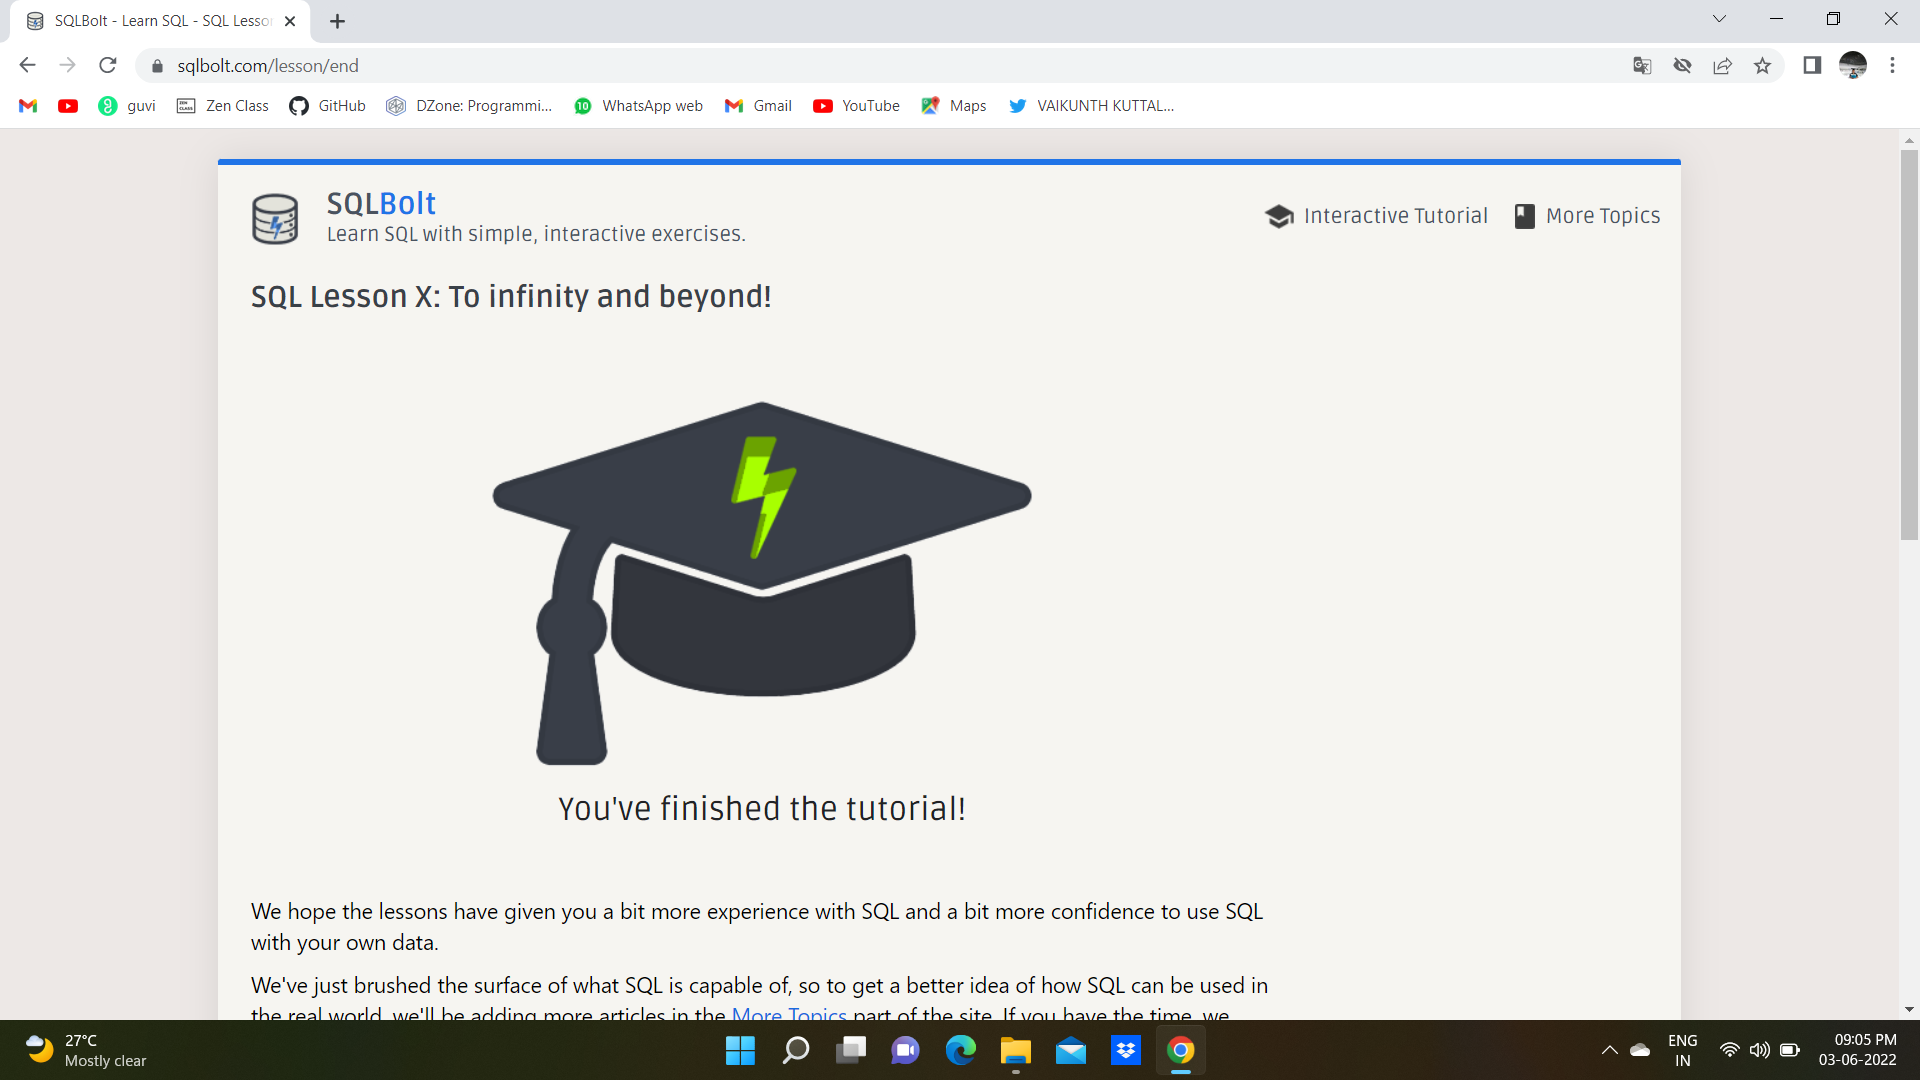 SQLBolt - Learn SQL - SQL Lesson
sqlbolt.com/lesson/end
guvi
ZEN CLASS
Zen Class
GitHub
DZone: Programmi...
10
WhatsApp web
Gmail
YouTube
Maps
VAIKUNTH KUTTAL...
SQLBolt
Learn SQL with simple, interactive exercises.
Interactive Tutorial
More Topics
SQL Lesson X: To infinity and beyond!
You've finished the tutorial!
We hope the lessons have given you a bit more experience with SQL and a bit more confidence to use SQL
with your own data.
We've just brushed the surface of what SQL is capable of, so to get a better idea of how SQL can be used in
the real world, we'll be adding more articles in the More Topics part of the site. If you have the time, we
27°C
Mostly clear
ENG
IN
09:05 PM
03-06-2022